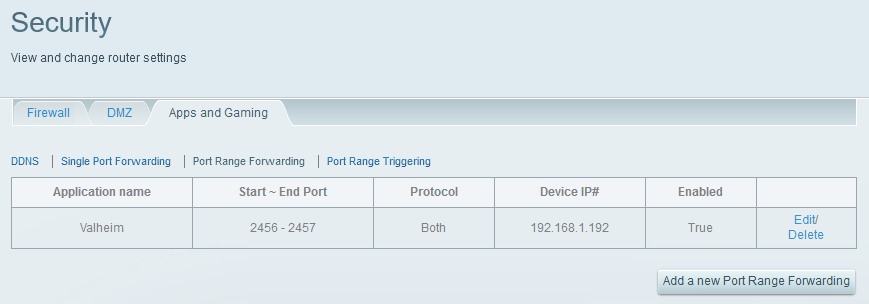 Security
View and change router settings
Firewall DMZ Apps and Gaming
DDNS | Single Port Forwarding | Port Range Forwarding | Port Range Triggering
Application name Start ~ End Port Protocol Device IP# Enabled
Valheim 2456 - 2457 Both 192.168.1.192 True Edit/
Delete
Add a new Port Range Forwarding